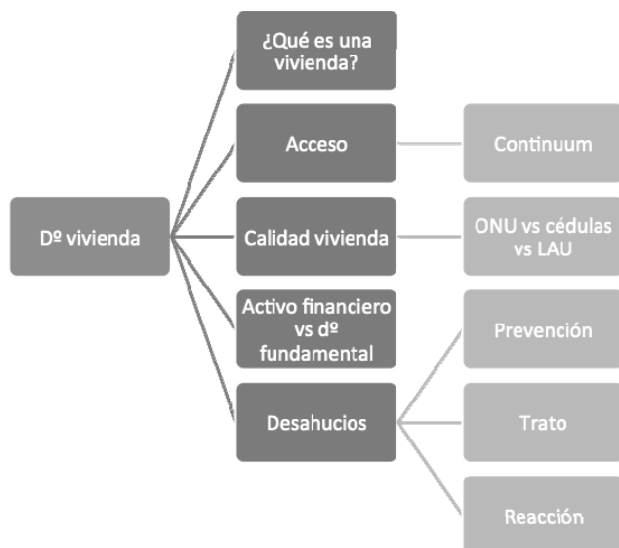 ¿Qué es una
vivienda?
Acceso
Continuum
Dº vivienda
Calidad vivienda
ONU vs cédulas
vs LAU
Activo financiero
vs dº
fundamental
Prevención
Desahucios
Trato
Reacción